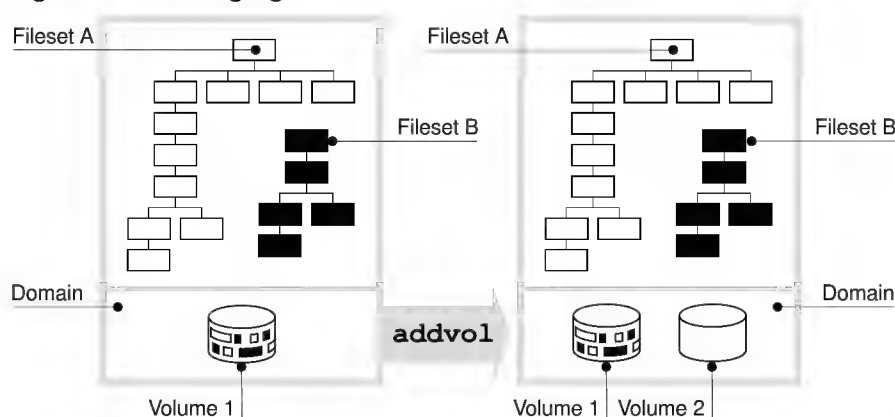 Fileset A
Fileset A
Fileset B
Fileset B
Domain
Domain
addvol
Volume 1
Volume 1
Volume 2